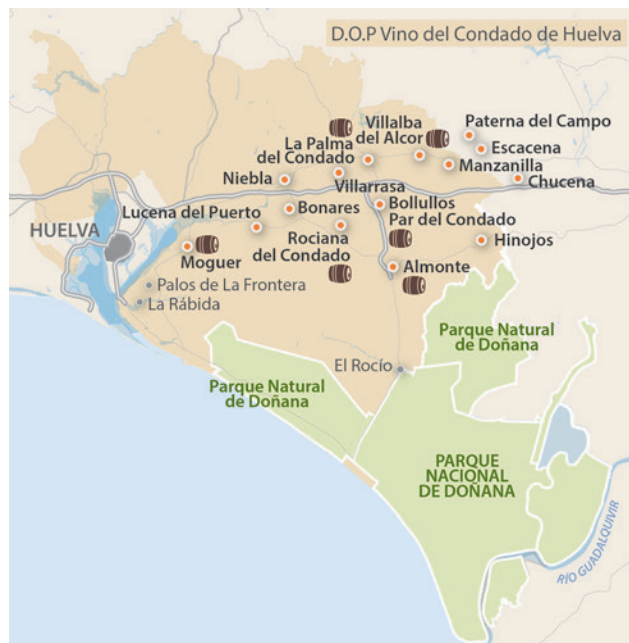 D.O.P Vino del Condado de Huelva
Villalba
del Alcor
Paterna del Campo
Escacena
La Palma
del Condado
Manzanilla
Niebla
Villarrasa
Chucena
Lucena del Puerto
Bonares
Bollullos
Par del Condado
HUELVA
Rociana
del Condado
Hinojos
Moguer
Almonte
Palos de La Frontera
La Rábida
Parque Natural
de Doñana
El Rocío
Parque Natural
de Doñana
PARQUE
NACIONAL
DE DOÑANA
RÍO GUADALQUIVIR